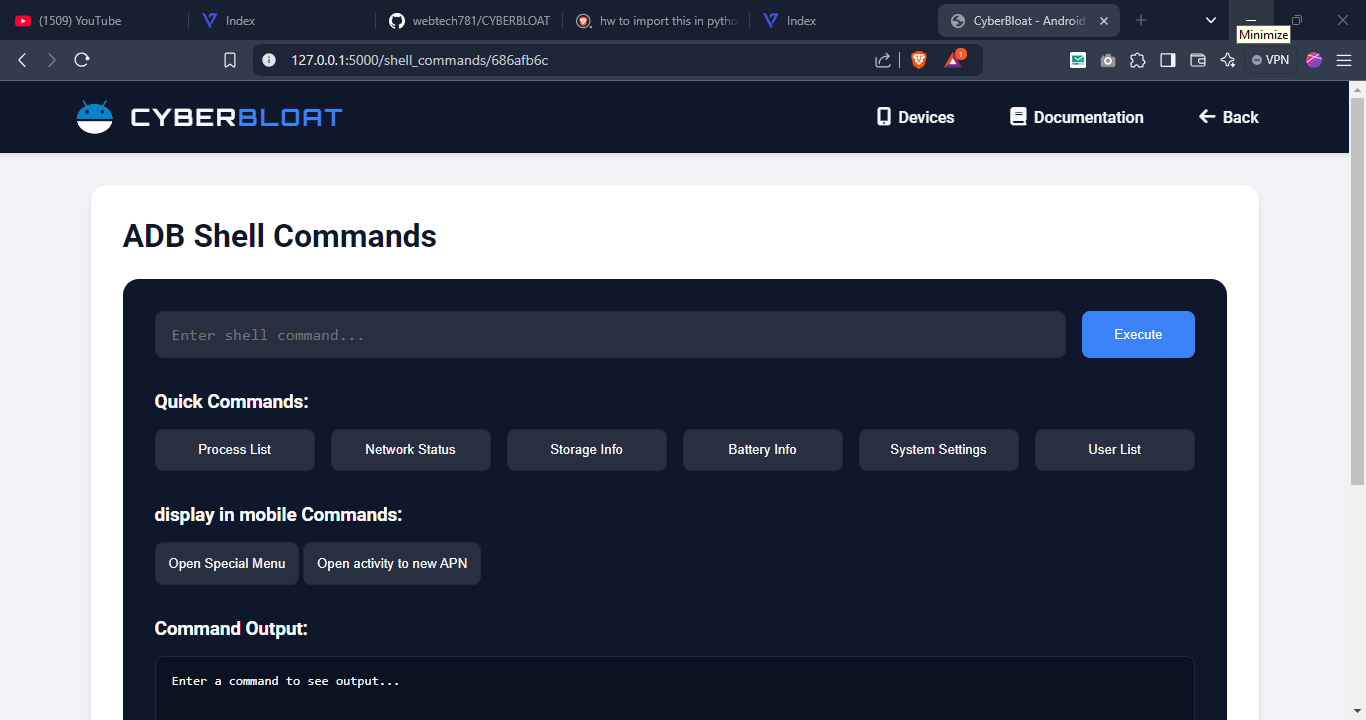 (1509) YouTube
Index
webtech781/CYBERBLOAT
hw to import this in pytho
Index
CyberBloat - Android
Minimize
127.0.0.1:5000/shell_commands/686afb6c
1
VPN
CYBERBLOAT
Devices
Documentation
Back
ADB Shell Commands
Enter shell command...
Execute
Quick Commands:
Process List
Network Status
Storage Info
Battery Info
System Settings
User List
display in mobile Commands:
Open Special Menu
Open activity to new APN
Command Output:
Enter a command to see output...